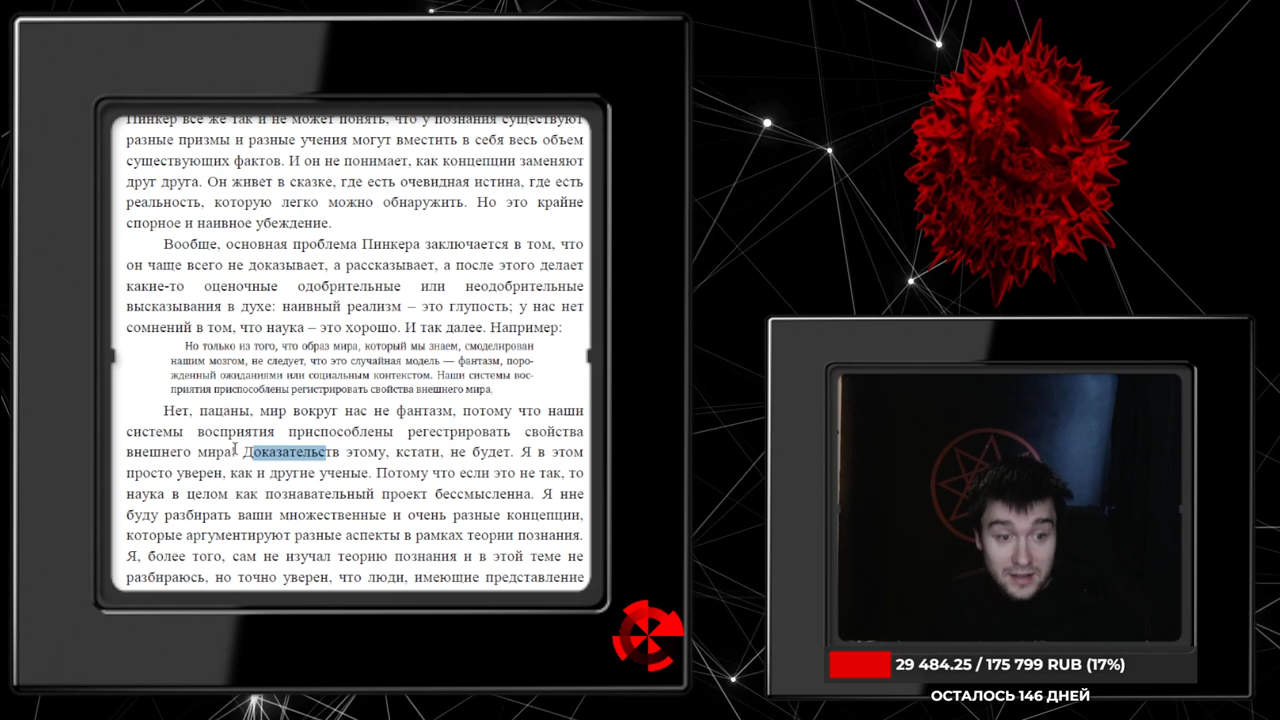 Пинкер все же так и не может понять, что у познания существуют
разные призмы и разные учения могут вместить в себя весь объем
существующих фактов. И он не понимает, как концепции заменяют
друг друга. Он живет в сказке, где есть очевидная истина, где есть
реальность, которую легко можно обнаружить. Но это крайне
спорное и наивное убеждение.
Вообще, основная проблема Пинкера заключается в том, что
он чаще всего не доказывает, а рассказывает, а после этого делает
какие-то оценочные одобрительные или неодобрительные
высказывания в духе: наивный реализм – это глупость; у нас нет
сомнений в том, что наука – это хорошо. И так далее. Например:
Но только из того, что образ мира, который мы знаем, смоделирован
нашим мозгом, не следует, что это случайная модель — фантазм, поро-
жденный ожиданиями или социальным контекстом. Наши системы вос-
приятия приспособлены регистрировать свойства внешнего мира,
Нет, пацаны, мир вокруг нас не фантазм, потому что наши
системы восприятия приспособлены регестрировать свойства
внешнего мира. Доказательств этому, кстати, не будет. Я в этом
просто уверен, как и другие ученые. Потому что если это не так, то
наука в целом как познавательный проект бессмысленна. Я нне
буду разбирать ваши множественные и очень разные концепции,
которые аргументируют разные аспекты в рамках теории познания.
Я, более того, сам не изучал теорию познания и в этой теме не
разбираюсь, но точно уверен, что люди, имеющие представление
29 484.25 / 175 799 RUB (17%)
ОСТАЛОСЬ 146 ДНЕЙ